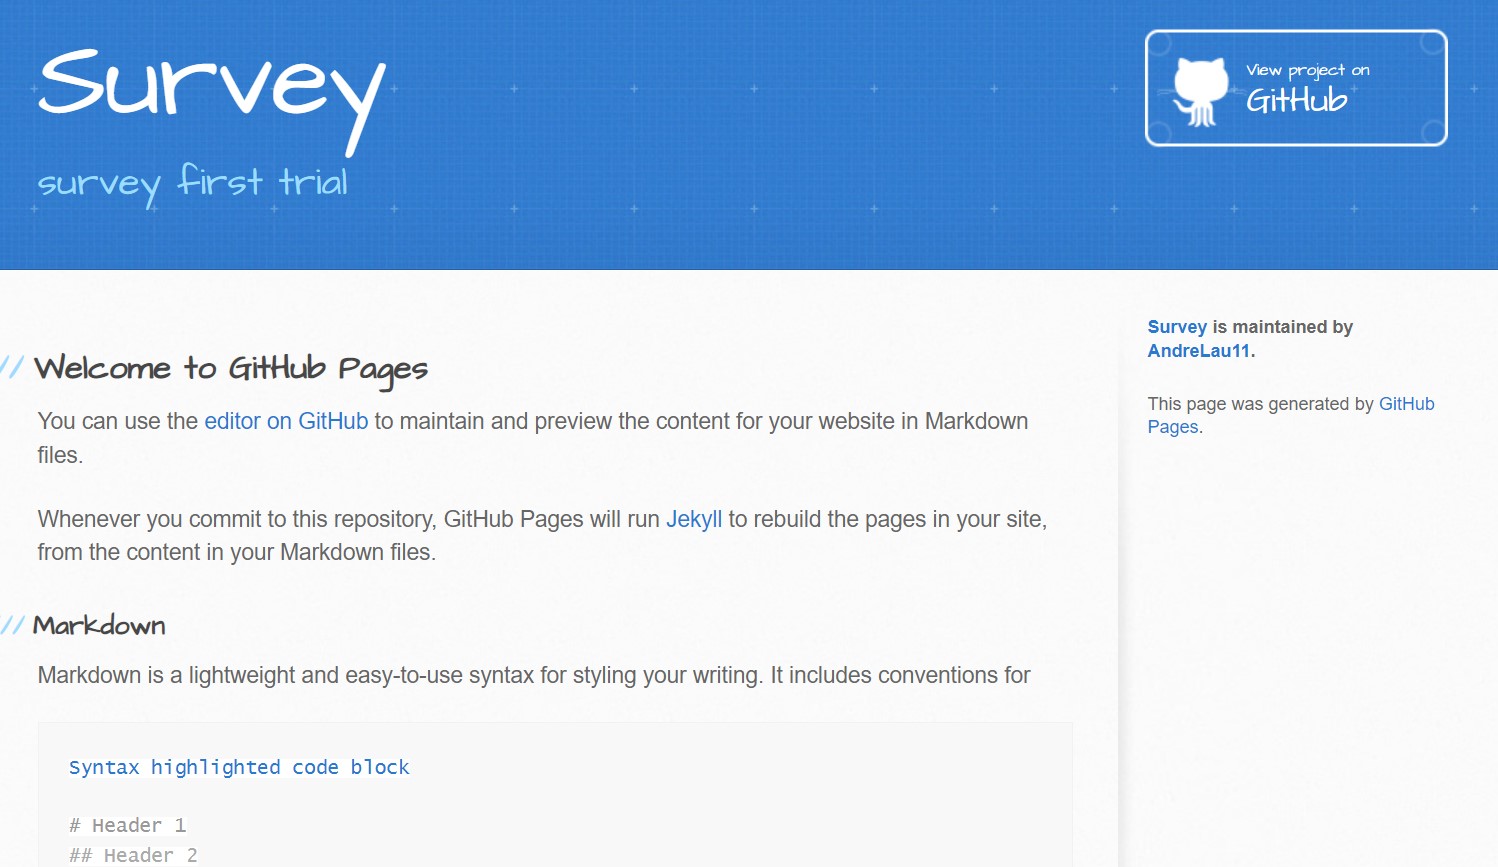 Survey
survey first trial
View project on
GitHub
// Welcome to GitHub Pages
You can use the editor on GitHub to maintain and preview the content for your website in Markdown
files.
Whenever you commit to this repository, GitHub Pages will run Jekyll to rebuild the pages in your site,
from the content in your Markdown files.
/// Markdown
Markdown is a lightweight and easy-to-use syntax for styling your writing. It includes conventions for
Syntax highlighted code block
# Header 1
## Header 2
Survey is maintained by
AndreLau11.
This page was generated by GitHub
Pages.